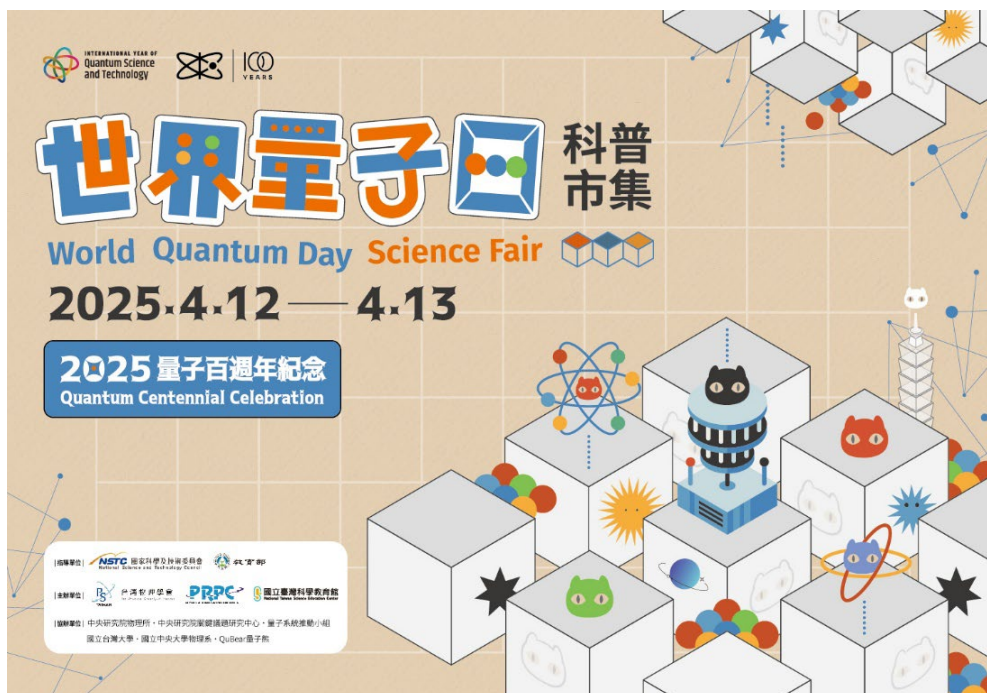 INTERNATIONAL YEAR OF
Quantum Science
and Technology
100
YEARS
世界量子日
科普
市集
World Quantum Day Science Fair
2025.4.12 — 4.13
2025 量子百週年紀念
Quantum Centennial Celebration
|指導單位| NSTC 國家科學及技術委員會 教育部
National Science and Technology Council
|主辦單位| 台灣物理學會 PRPC 國立臺灣科學教育館
TAIWAN National Taiwan Science Education Center
|協辦單位| 中央研究院物理所、中央研究院關鍵議題研究中心、量子系統推動小組
國立台灣大學、國立中央大學物理系、QuBear量子熊